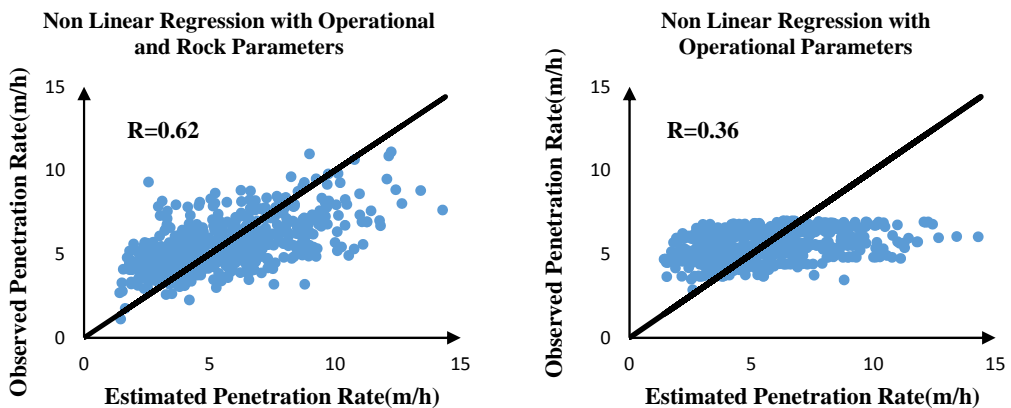 Non Linear Regression with Operational
and Rock Parameters
Observed Penetration Rate(m/h)
15
10
5
0
R=0.62
0 5 10 15
Estimated Penetration Rate(m/h)
Non Linear Regression with
Operational Parameters
Observed Penetration Rate(m/h)
15
10
5
0
R=0.36
0 5 10 15
Estimated Penetration Rate(m/h)